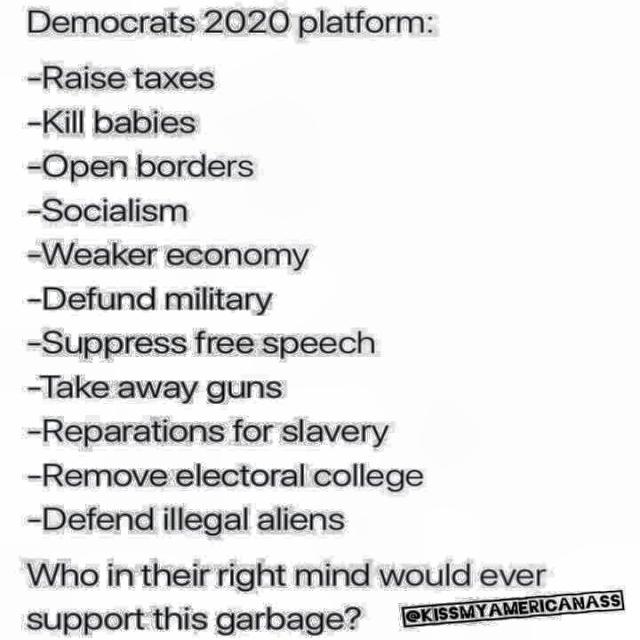 Democrats 2020 platform:
-Raise taxes
-Kill babies
-Open borders
-Socialism
-Weaker economy
-Defund military
-Suppress free speech
-Take away guns
-Reparations for slavery
-Remove electoral college
-Defend illegal aliens
Who in their right mind would ever
support this garbage?
@KISSMYAMERICANASS